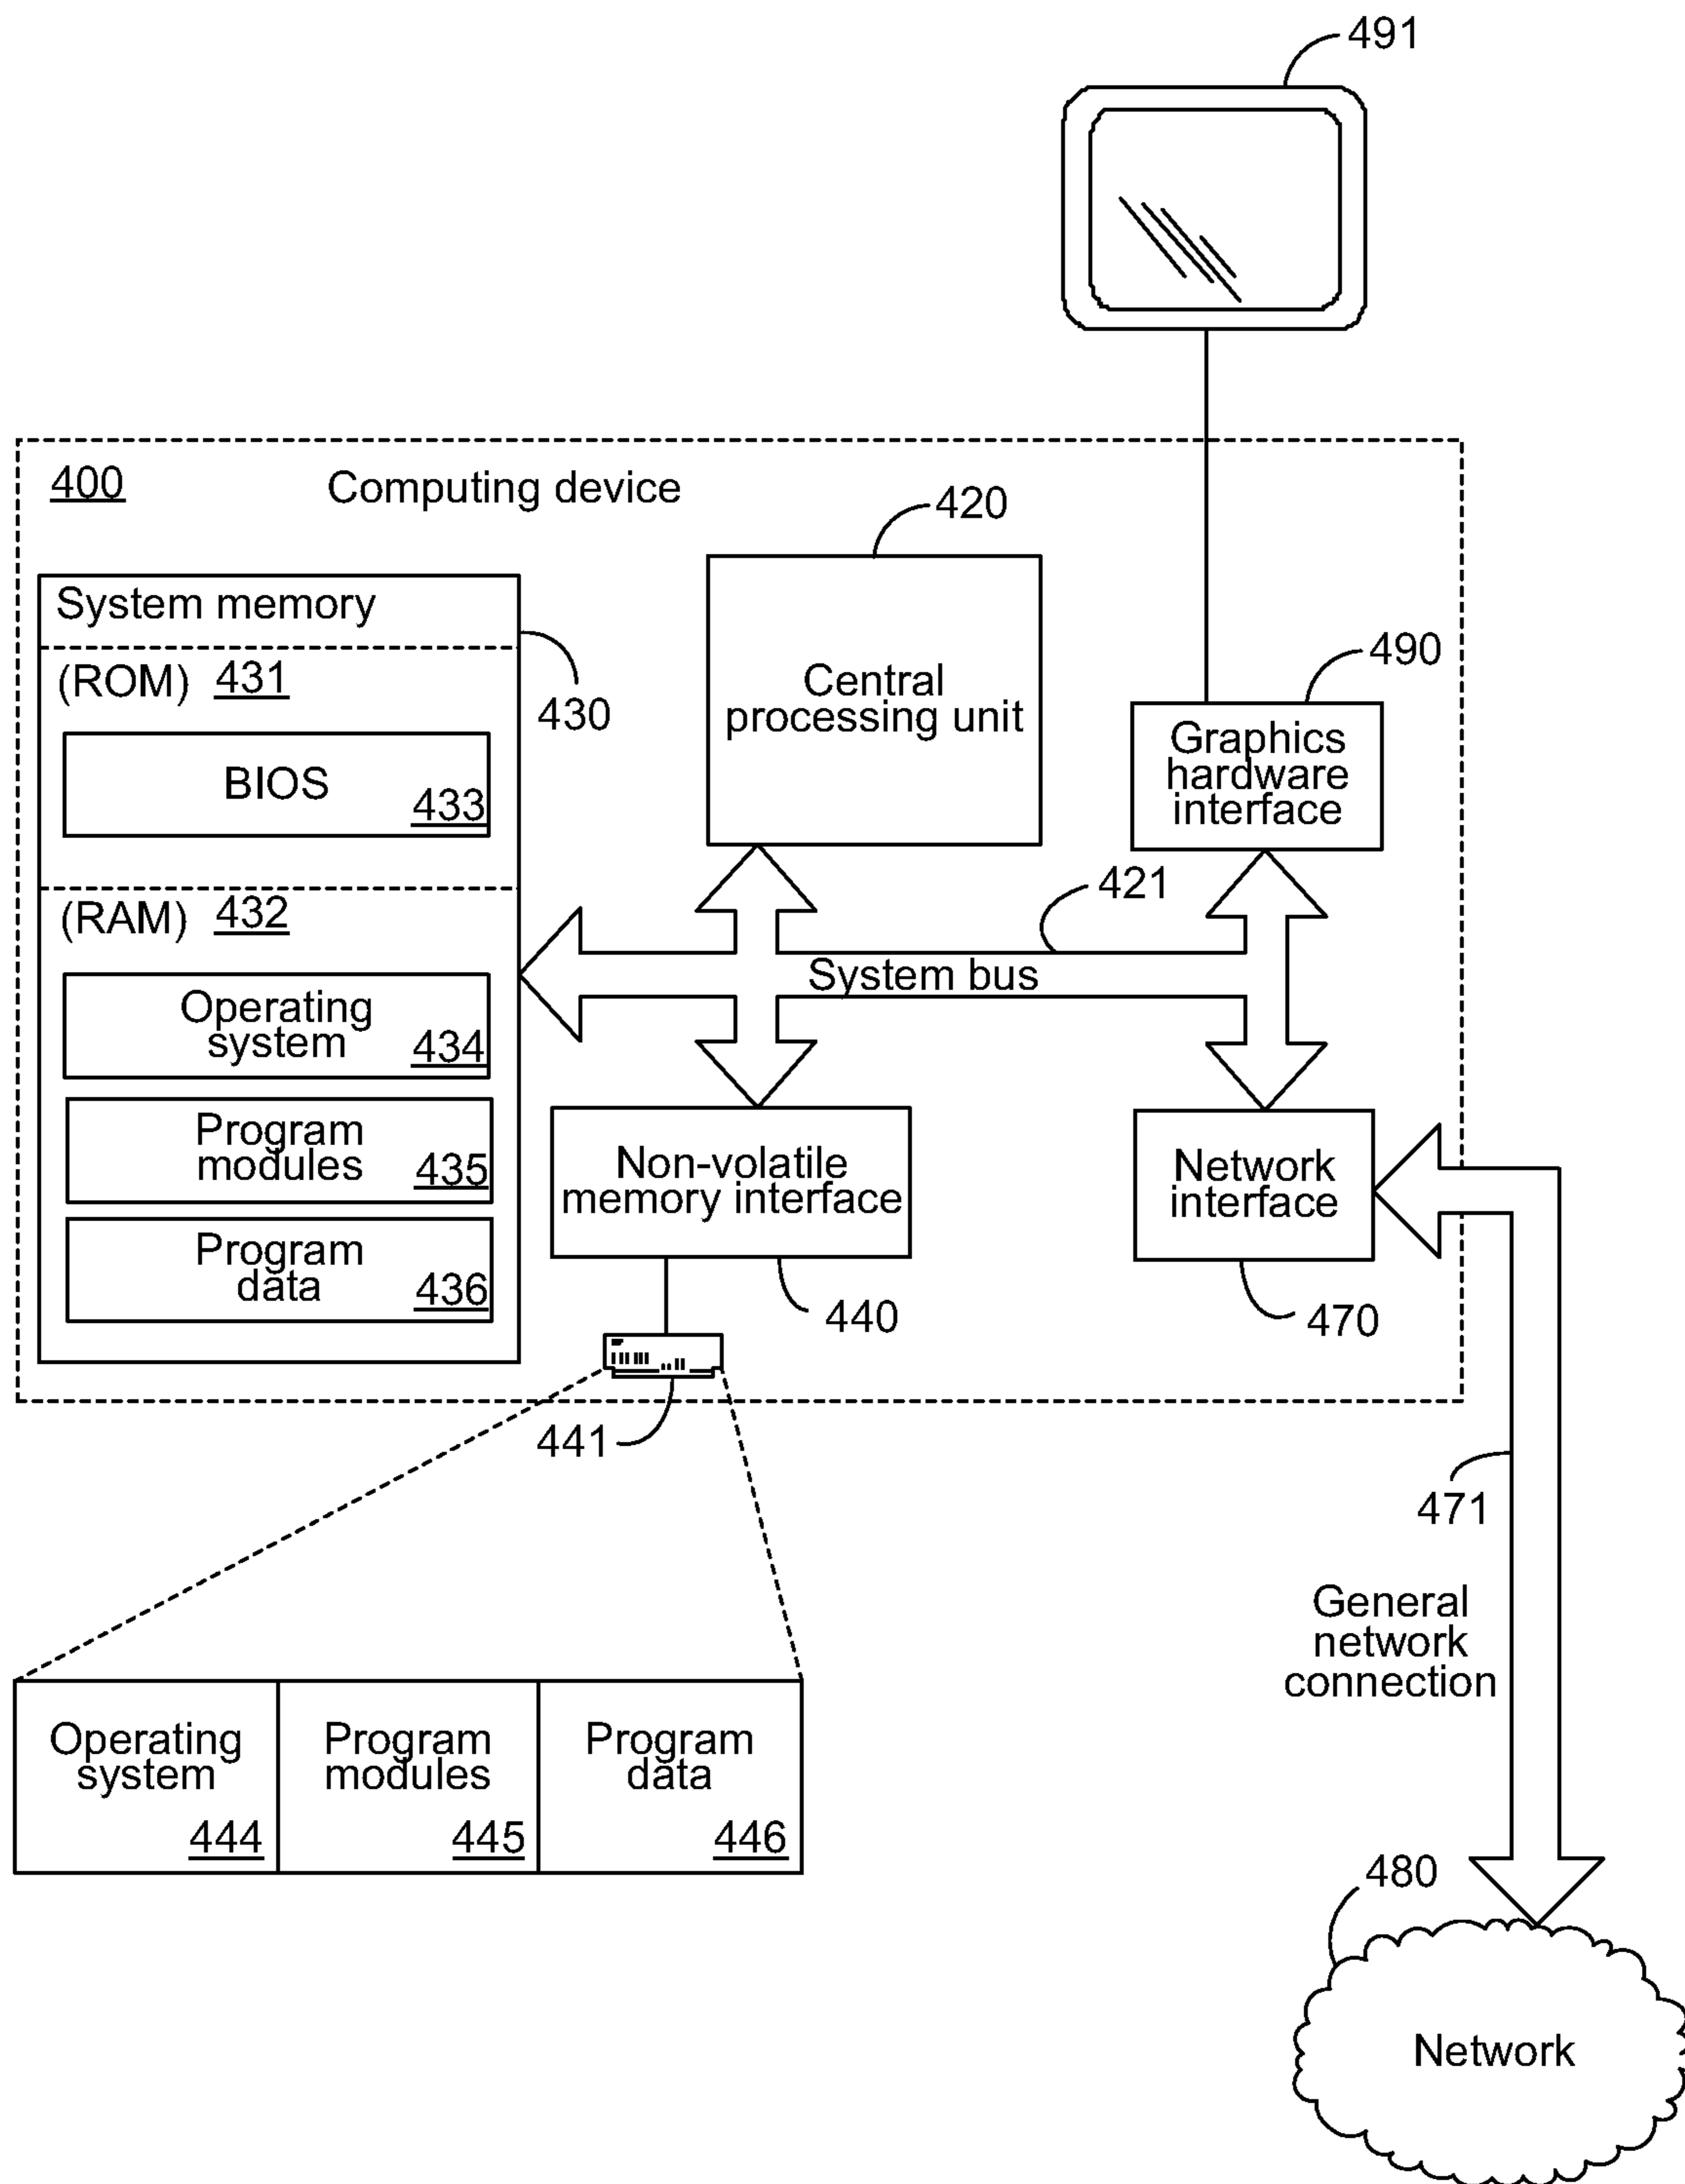 491
400
Computing device
420
System memory
(ROM) 431
430
BIOS
433
Central
processing unit
490
Graphics
hardware
interface
421
(RAM) 432
System bus
Operating
system
434
Program
modules
435
Program
data
436
Non-volatile
memory interface
440
Network
interface
470
441
471
General
network
connection
Operating
system
444
Program
modules
445
Program
data
446
480
Network